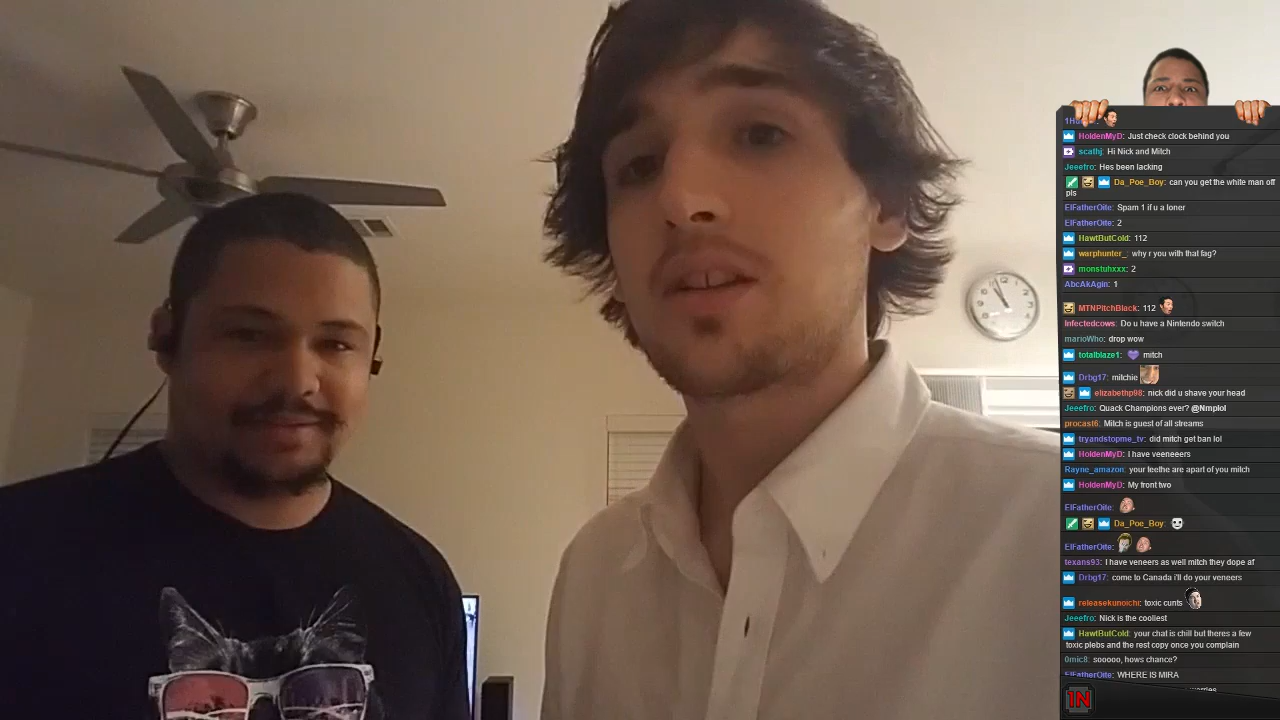 HoldenMyD: Just check clock behind you
scathj: Hi Nick and Mitch
Jeeefro: Hes been lacking
Da_Poe_Boy: can you get the white man off
pls
ElFatherOite: Spam 1 if u a loner
ElFatherOite: 2
HawtButCold: 112
warphunter_: why r you with that fag?
monstuhxxx: 2
AbcAkAgin: 1
MTNPitchBlack: 112
Infectedcows: Do u have a Nintendo switch
marioWho: drop wow
totalblaze1: mitch
Drbg17: mitchie
elizabethp98: nick did u shave your head
Jeeefro: Quack Champions ever? @Nmplol
procast6: Mitch is guest of all streams
tryandstopme_tv: did mitch get ban lol
HoldenMyD: I have veeneeers
Rayne_amazon: your teethe are apart of you mitch
HoldenMyD: My front two
ElFatherOite:
Da_Poe_Boy:
ElFatherOite:
texans93: I have veneers as well mitch they dope af
Drbg17: come to Canada i'll do your veneers
releasekunoichi: toxic cunts
Jeeefro: Nick is the cooliest
HawtButCold: your chat is chill but theres a few
toxic plebs and the rest copy once you complain
0mic8: sooooo, hows chance?
ElFatherOite: WHERE IS MIRA
1N